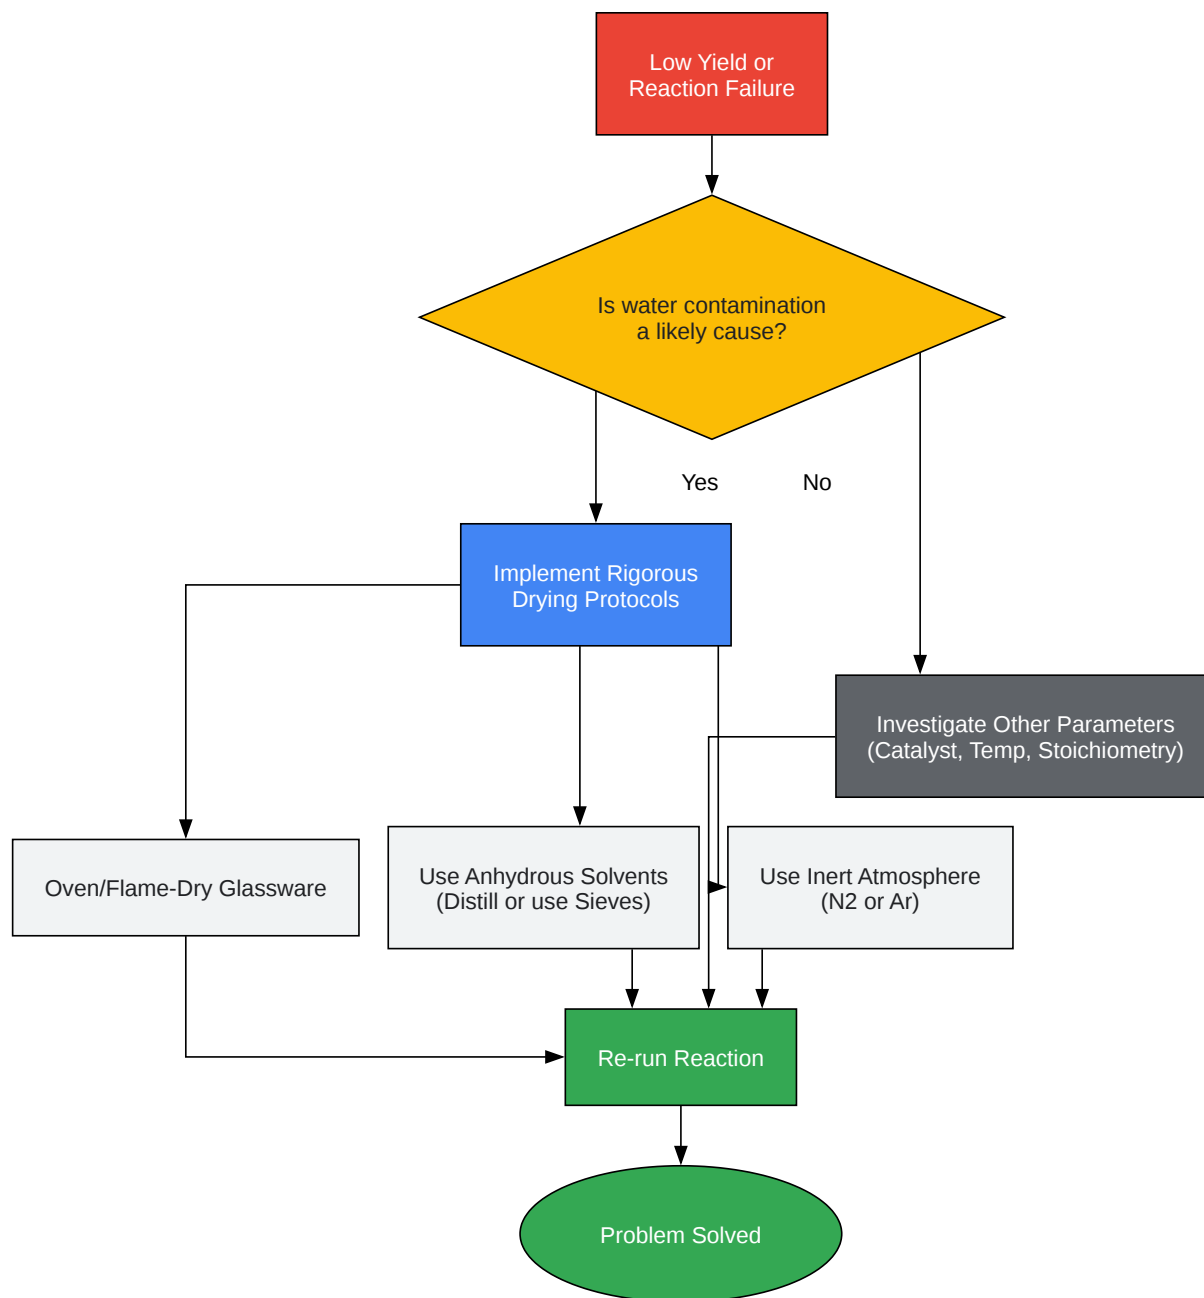 Low Yield or
Reaction Failure
Is water contamination
a likely cause?
Yes
No
Implement Rigorous
Drying Protocols
Investigate Other Parameters
(Catalyst, Temp, Stoichiometry)
Oven/Flame-Dry Glassware
Use Anhydrous Solvents
(Distill or use Sieves)
Use Inert Atmosphere
(N2 or Ar)
Re-run Reaction
Problem Solved